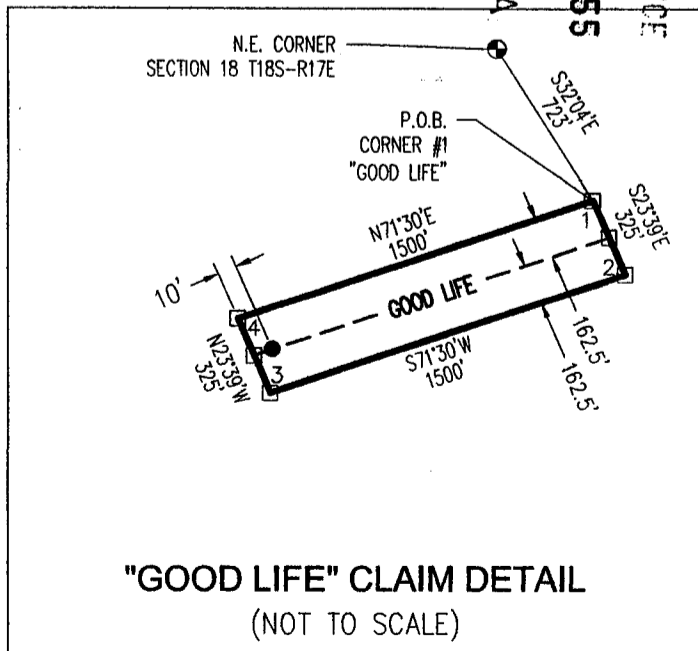 CE
55
A
N.E. CORNER
SECTION 18 T18S-R17E
S32°04'E
723'
P.O.B.
CORNER #1
"GOOD LIFE"
N71°30'E
1500'
1
S23°39'E
325'
2
10'
4
GOOD LIFE
N23°39'W
325'
3
S71°30'W
1500'
162.5'
162.5'
"GOOD LIFE" CLAIM DETAIL
(NOT TO SCALE)